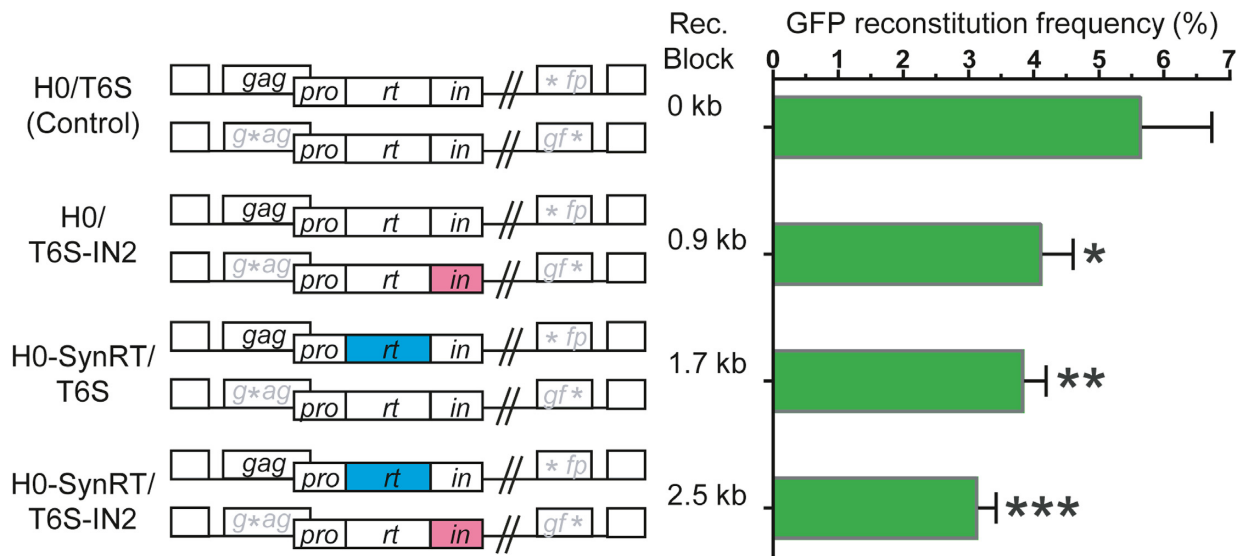 Rec.
Block
GFP reconstitution frequency (%)
0 1 2 3 4 5 6 7
H0/T6S
(Control)
gag
pro rt in
* fp
g*ag
pro rt in
gf *
0 kb
H0/
T6S-IN2
gag
pro rt in
* fp
g*ag
pro rt in
gf *
0.9 kb
*
H0-SynRT/
T6S
gag
pro rt in
* fp
g*ag
pro rt in
gf *
1.7 kb
**
H0-SynRT/
T6S-IN2
gag
pro rt in
* fp
g*ag
pro rt in
gf *
2.5 kb
***